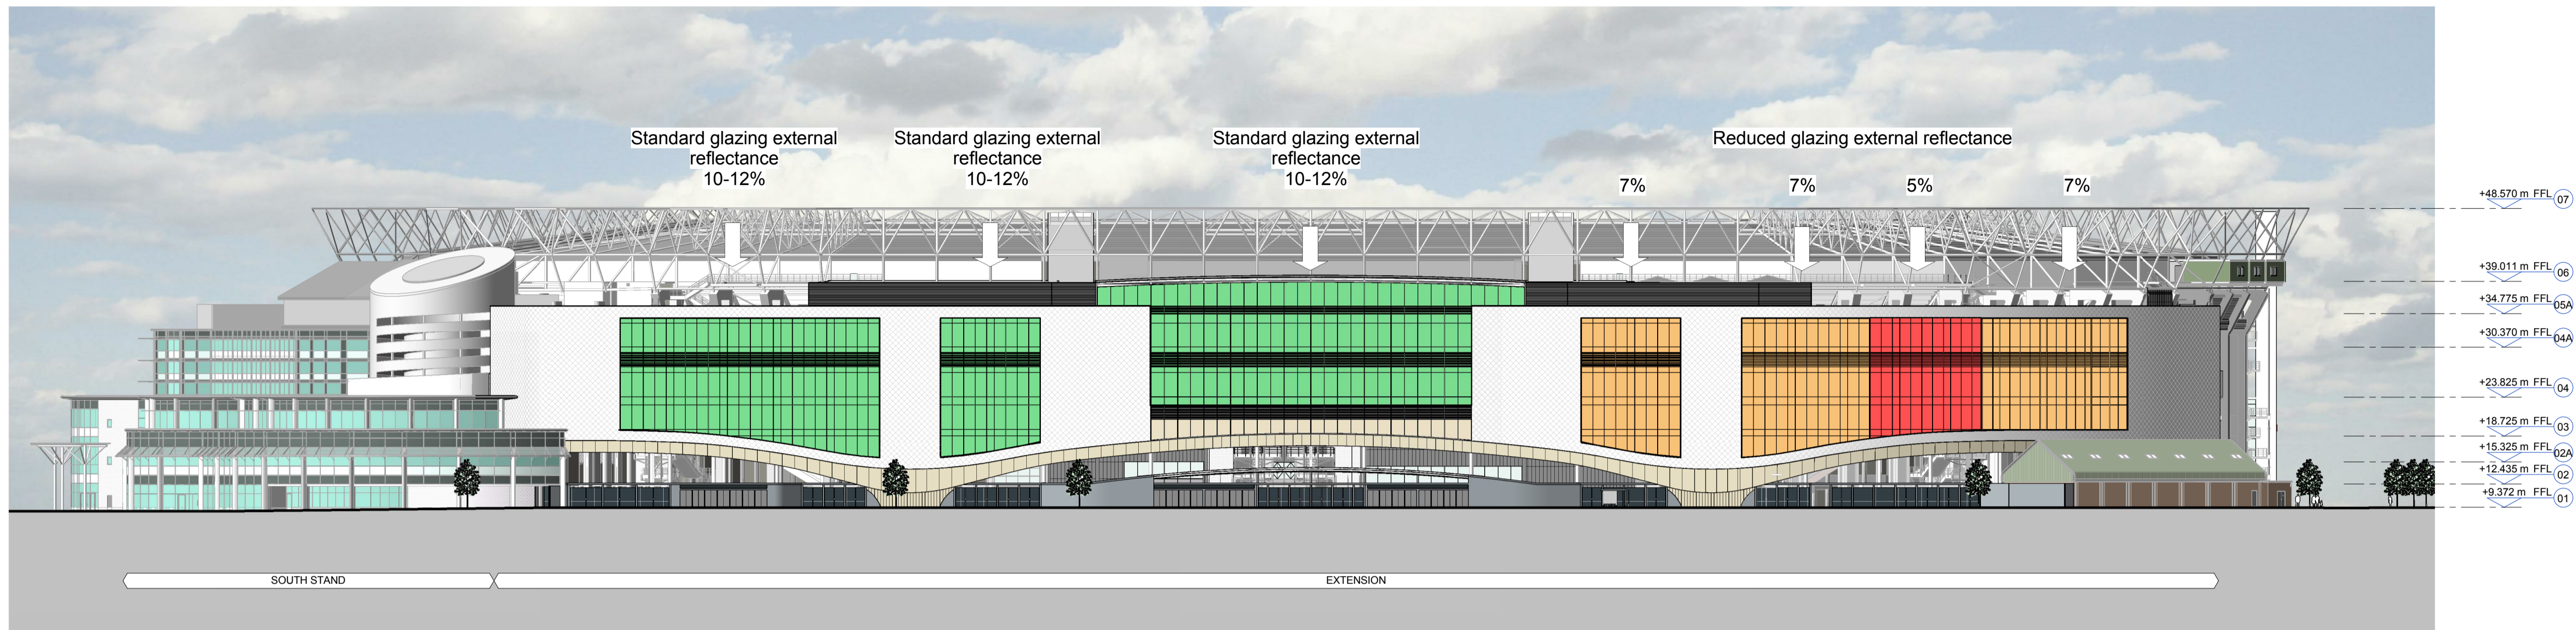 Standard glazing external
reflectance
10-12%
Standard glazing external
reflectance
10-12%
Standard glazing external
reflectance
10-12%
Reduced glazing external reflectance
7%
7%
5%
7%
+48.570 m FFL 07
+39.011 m FFL 06
+34.775 m FFL 05A
+30.370 m FFL 04A
+23.825 m FFL 04
+18.725 m FFL 03
+15.325 m FFL 02A
+12.435 m FFL 02
+9.372 m FFL 01
SOUTH STAND
EXTENSION